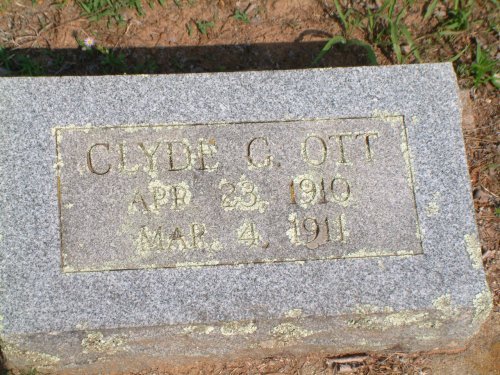 CLYDE G. OTT
APR. 23, 1910
MAR. 4, 1911